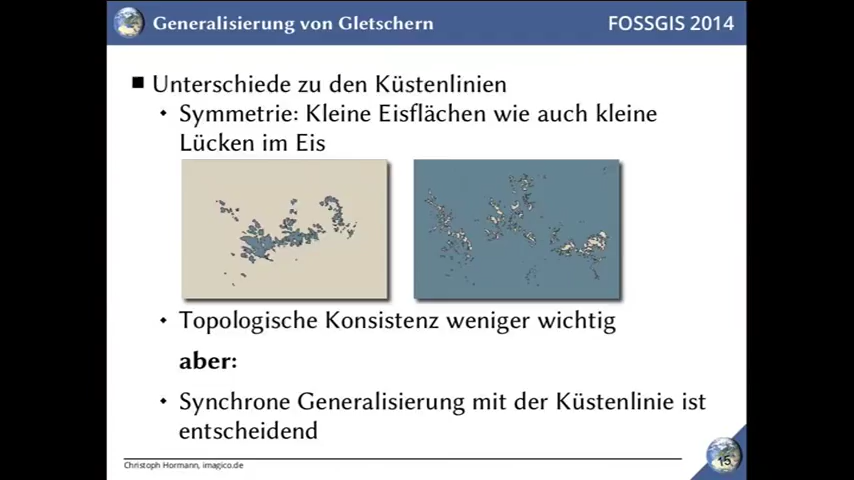 Generalisierung von Gletschern
FOSSGIS 2014
Unterschiede zu den Küstenlinien
Symmetrie: Kleine Eisflächen wie auch kleine
Lücken im Eis
Topologische Konsistenz weniger wichtig
aber:
Synchrone Generalisierung mit der Küstenlinie ist
entscheidend
Christoph Hormann, imagico.de
15